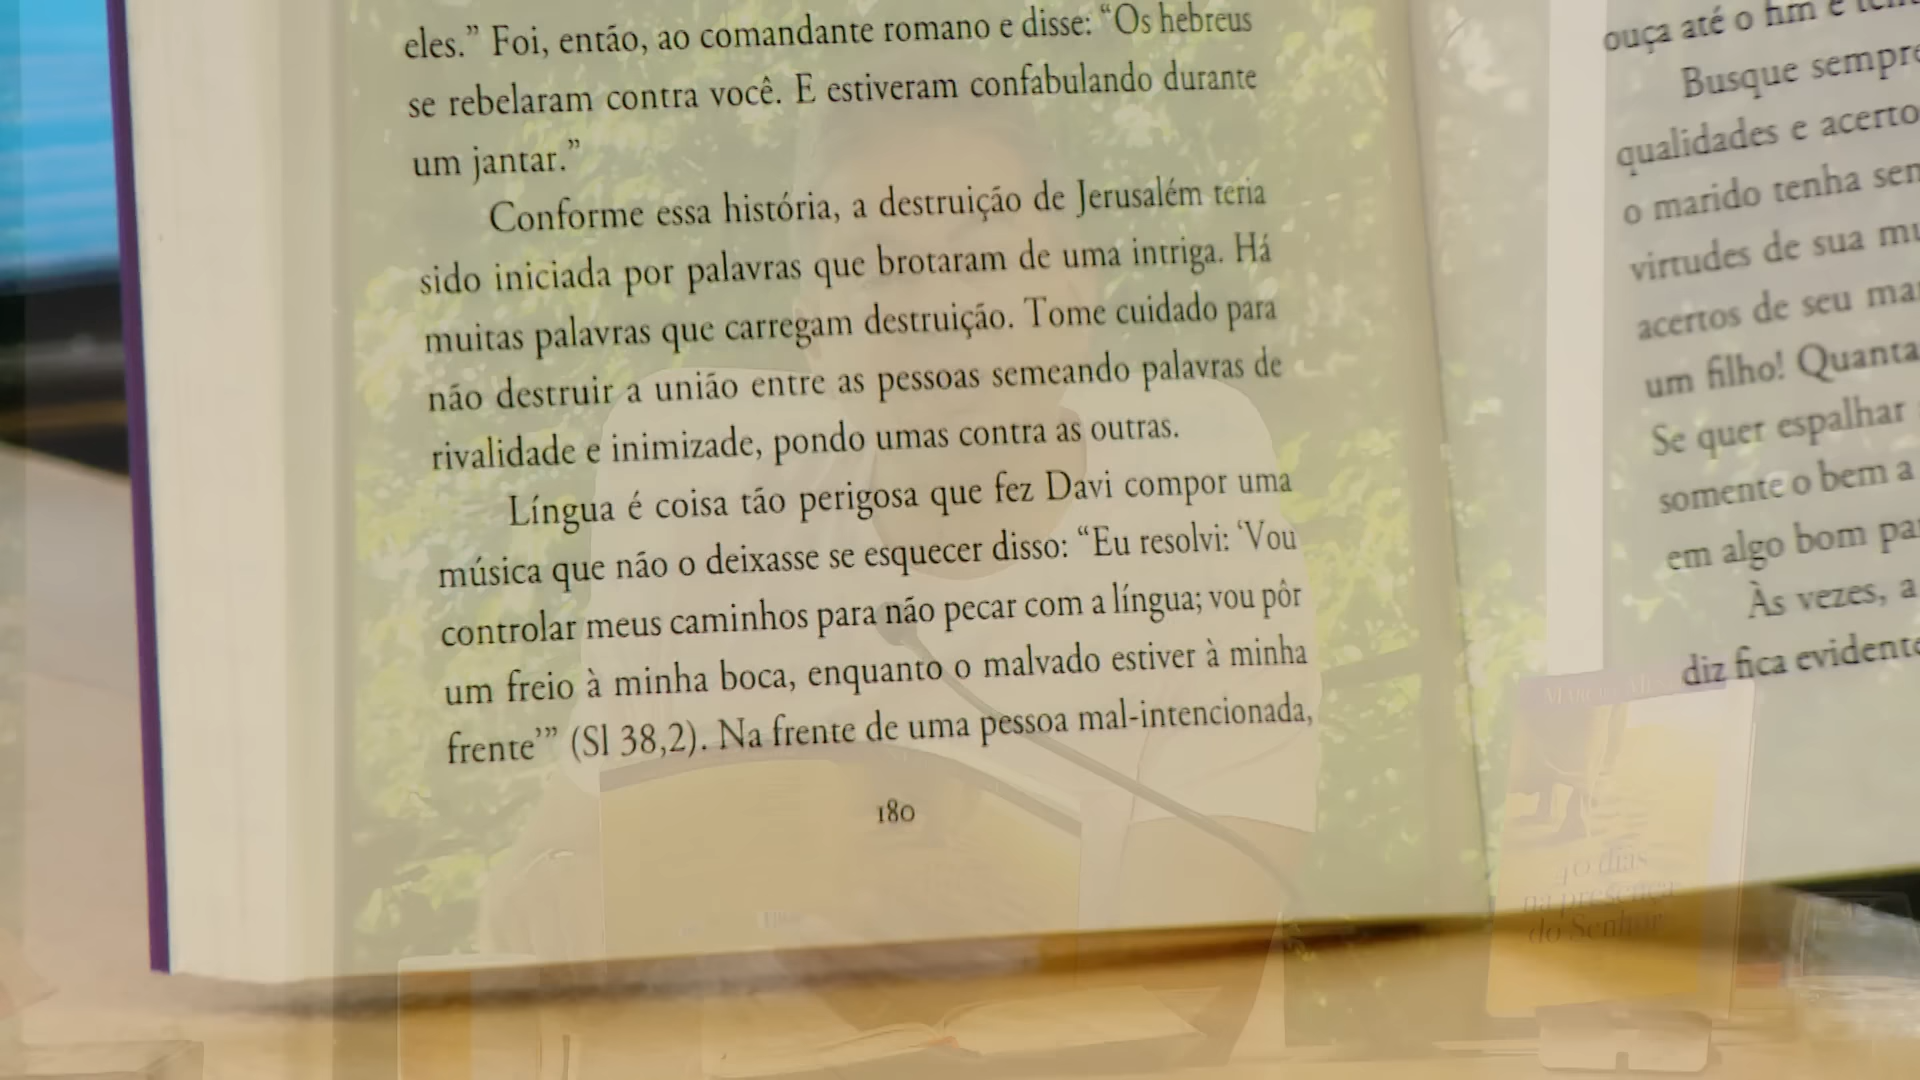 eles.” Foi, então, ao comandante romano e disse: “Os hebreus
se rebelaram contra você. E estiveram confabulando durante
um jantar.”
Conforme essa história, a destruição de Jerusalém teria
sido iniciada por palavras que brotaram de uma intriga. Há
muitas palavras que carregam destruição. Tome cuidado para
não destruir a união entre as pessoas semeando palavras de
rivalidade e inimizade, pondo umas contra as outras.
Língua é coisa tão perigosa que fez Davi compor uma
música que não o deixasse se esquecer disso: “Eu resolvi: ‘Vou
controlar meus caminhos para não pecar com a língua; vou pôr
um freio à minha boca, enquanto o malvado estiver à minha
frente’” (Sl 38,2). Na frente de uma pessoa mal-intencionada,
180
ouça até o fim e
Busque sempre
qualidades e
o marido tenha
virtudes de sua
acertos de seu
um filho! Quanta
Se quer espalhar
somente o bem a
em algo bom
Às vezes, a
diz fica
40 dias
na presença
do Senhor